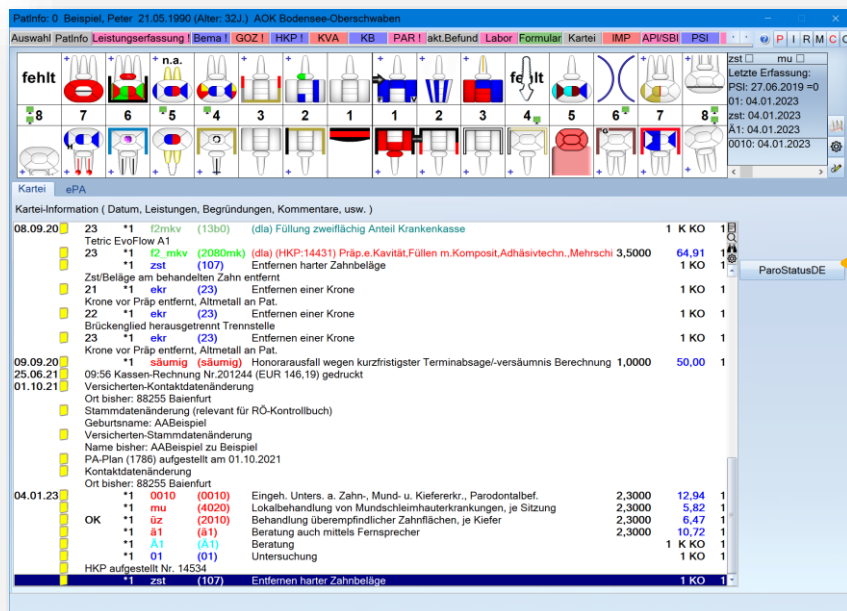 PatInfo: 0 Beispiel, Peter 21.05.1990 (Alter: 32J.) AOK Bodensee-Oberschwaben
Auswahl PatInfo Leistungserfassung ! Bema ! GOZ ! HKP ! KVA KB PAR ! akt.Befund Labor Formular Kartei IMP API/SBI PSI P I R M C
fehlt n.a. fehlt
8 7 6 5 4 3 2 1 1 2 3 4 5 6 7 8
zst mu
Letzte Erfassung:
PSI: 27.06.2019 =0
01: 04.01.2023
zst: 04.01.2023
Ä1: 04.01.2023
0010: 04.01.2023
Kartei ePA
Kartei-Information ( Datum, Leistungen, Begründungen, Kommentare, usw. )
08.09.20 23 *1 f2mkv (13b0) (dla) Füllung zweiflächig Anteil Krankenkasse 1 K KO 1
Tetric EvoFlow A1
23 *1 f2_mkv (2080mk) (dla) (HKP:14431) Präp.e.Kavität,Füllen m.Komposit,Adhäsivtechn.,Mehrschi 3,5000 64,91 1
*1 zst (107) Entfernen harter Zahnbeläge 1 KO 1
Zst/Beläge am behandelten Zahn entfernt
21 *1 ekr (23) Entfernen einer Krone 1 KO 1
Krone vor Präp entfernt, Altmetall an Pat.
22 *1 ekr (23) Entfernen einer Krone 1 KO 1
Brückenglied herausgetrennt Trennstelle
23 *1 ekr (23) Entfernen einer Krone 1 KO 1
Krone vor Präp entfernt, Altmetall an Pat.
09.09.20 *1 säumig (säumig) Honorarausfall wegen kurzfristigster Terminabsage/-versäumnis Berechnung 1,0000 50,00 1
25.06.21 09:56 Kassen-Rechnung Nr.201244 (EUR 146,19) gedruckt
01.10.21 Versicherten-Kontaktdatenänderung
Ort bisher: 88255 Baienfurt
Stammdatenänderung (relevant für RÖ-Kontrollbuch)
Geburtsname: AABeispiel
Versicherten-Stammdatenänderung
Name bisher: AABeispiel zu Beispiel
PA-Plan (1786) aufgestellt am 01.10.2021
Kontaktdatenänderung
Ort bisher: 88255 Baienfurt
04.01.23 *1 0010 (0010) Eingeh. Unters. a. Zahn-, Mund- u. Kiefererkr., Parodontalbef. 2,3000 12,94 1
*1 mu (4020) Lokalbehandlung von Mundschleimhauterkrankungen, je Sitzung 2,3000 5,82 1
OK *1 üz (2010) Behandlung überempfindlicher Zahnflächen, je Kiefer 2,3000 6,47 1
*1 ä1 (ä1) Beratung auch mittels Fernsprecher 2,3000 10,72 1
*1 Ä1 (Ä1) Beratung 1 K KO 1
*1 01 (01) Untersuchung 1 KO 1
HKP aufgestellt Nr. 14534
*1 zst (107) Entfernen harter Zahnbeläge 1 KO 1
ParoStatusDE